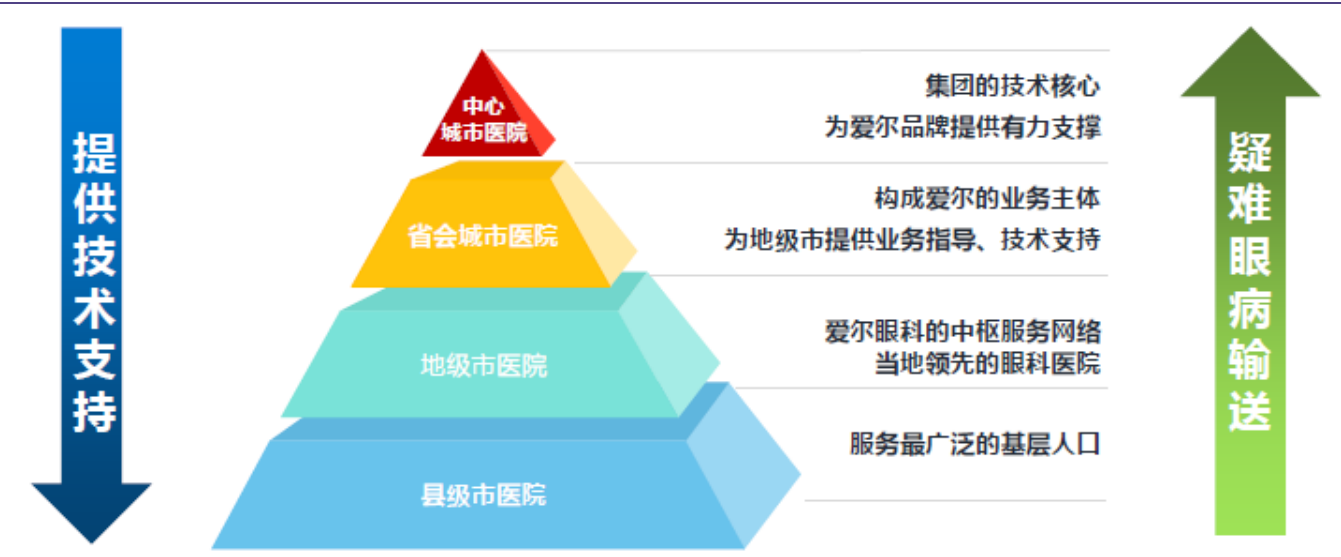 提供技术支持
中心
城市医院
集团的技术核心
为爱尔品牌提供有力支撑
省会城市医院
构成爱尔的业务主体
为地级市提供业务指导、技术支持
地级市医院
爱尔眼科的中枢服务网络
当地领先的眼科医院
县级市医院
服务最广泛的基层人口
疑难眼病输送